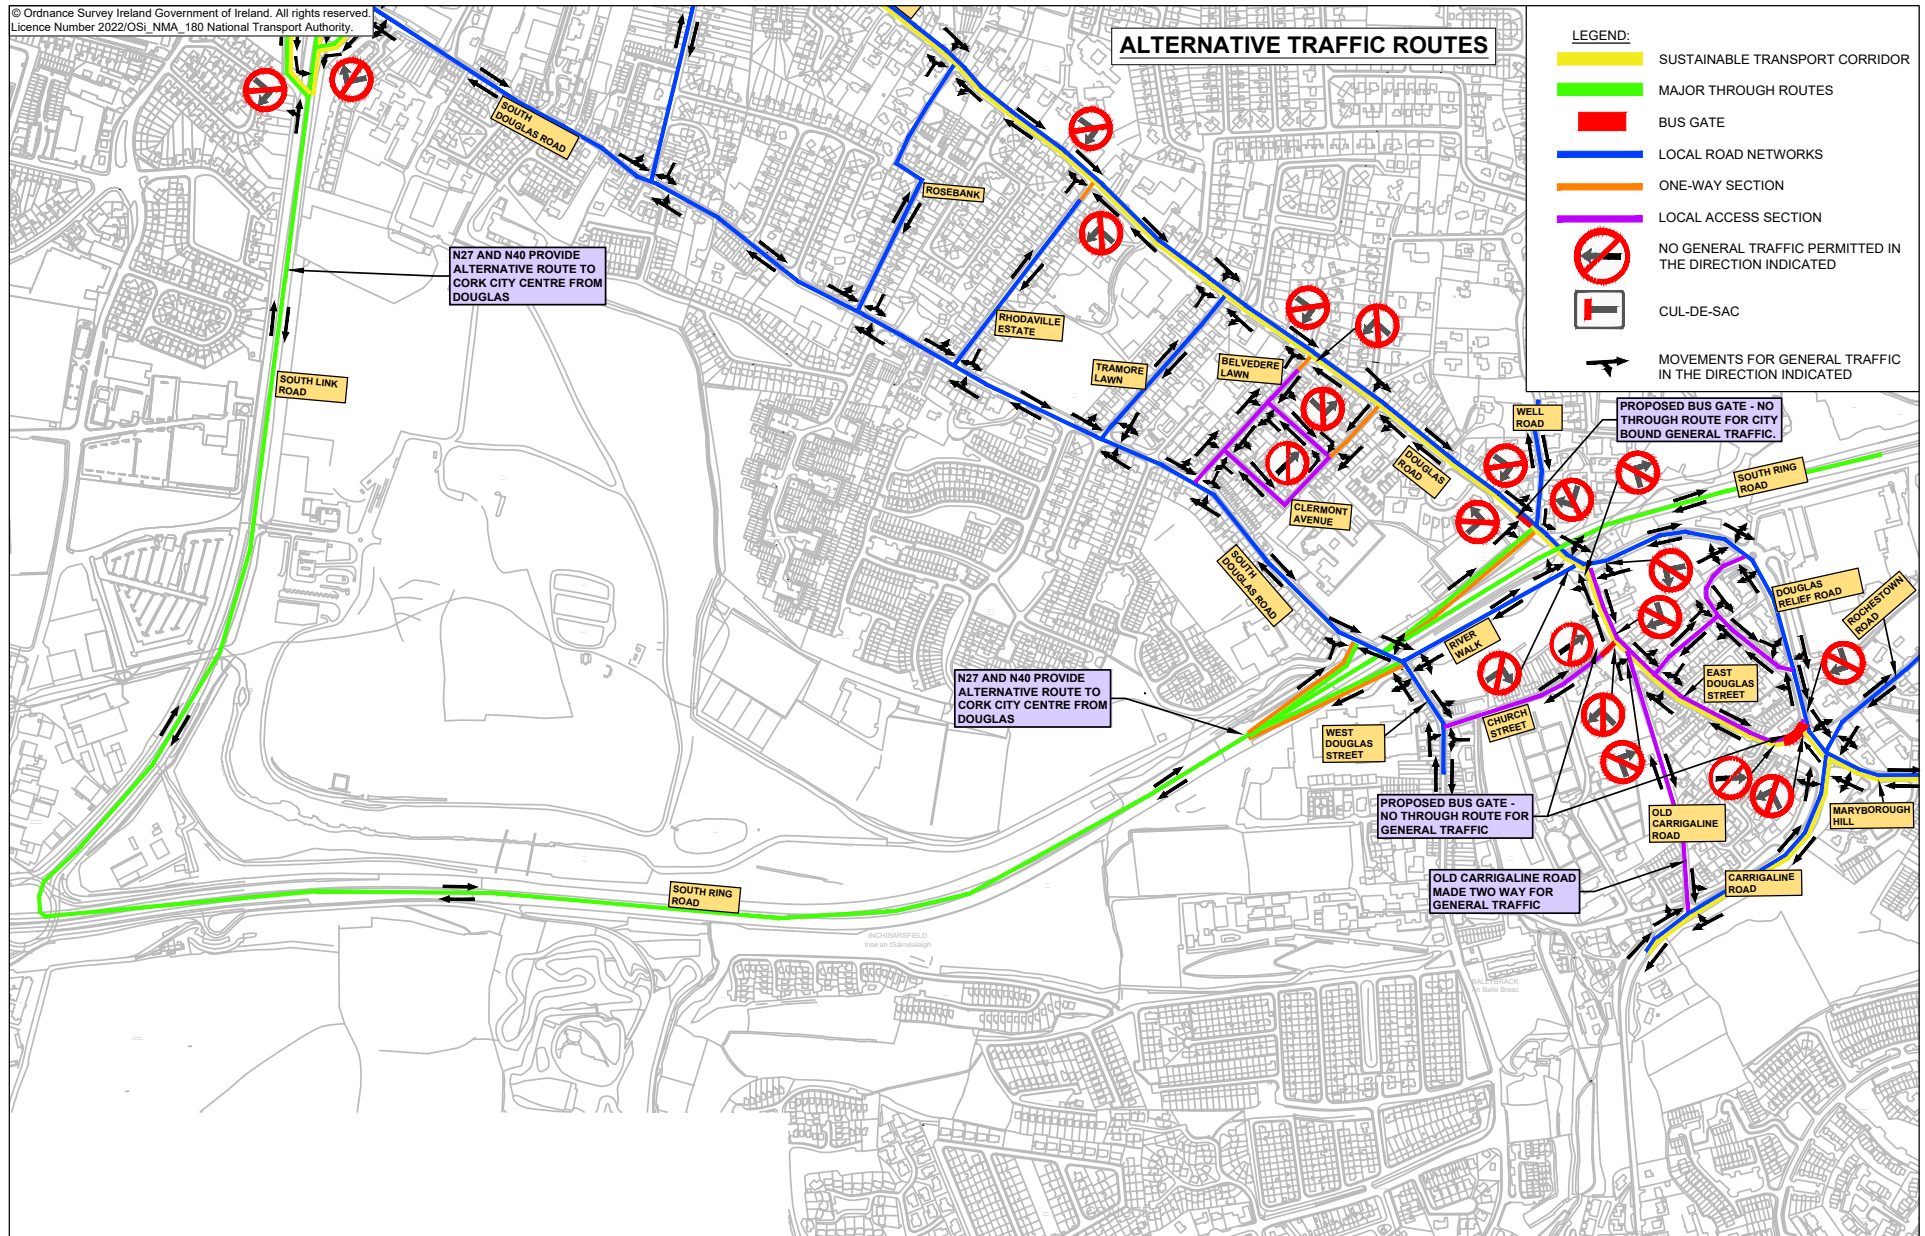 © Ordnance Survey Ireland Government of Ireland. All rights reserved.
Licence Number 2022/OSi_NMA_180 National Transport Authority.
ALTERNATIVE TRAFFIC ROUTES
LEGEND:
SUSTAINABLE TRANSPORT CORRIDOR
MAJOR THROUGH ROUTES
BUS GATE
LOCAL ROAD NETWORKS
ONE-WAY SECTION
LOCAL ACCESS SECTION
NO GENERAL TRAFFIC PERMITTED IN
THE DIRECTION INDICATED
CUL-DE-SAC
MOVEMENTS FOR GENERAL TRAFFIC
IN THE DIRECTION INDICATED
SOUTH
DOUGLAS ROAD
ROSEBANK
N27 AND N40 PROVIDE
ALTERNATIVE ROUTE TO
CORK CITY CENTRE FROM
DOUGLAS
RHODAVILLE
ESTATE
SOUTH LINK
ROAD
TRAMORE
LAWN
BELVEDERE
LAWN
WELL
ROAD
PROPOSED BUS GATE - NO
THROUGH ROUTE FOR CITY
BOUND GENERAL TRAFFIC.
DOUGLAS
ROAD
SOUTH RING
ROAD
CLERMONT
AVENUE
SOUTH
DOUGLAS ROAD
DOUGLAS
RELIEF ROAD
ROCHESTOWN
ROAD
RIVER
WALK
N27 AND N40 PROVIDE
ALTERNATIVE ROUTE TO
CORK CITY CENTRE FROM
DOUGLAS
EAST
DOUGLAS
STREET
CHURCH
STREET
WEST
DOUGLAS
STREET
PROPOSED BUS GATE -
NO THROUGH ROUTE FOR
GENERAL TRAFFIC
OLD
CARRIGALINE
ROAD
MARYBOROUGH
HILL
OLD CARRIGALINE ROAD
MADE TWO WAY FOR
GENERAL TRAFFIC
CARRIGALINE
ROAD
SOUTH RING
ROAD
INCHISARSFIELD
Inse an tSáirséalaigh
BALLYBRACK
An Baile Breac